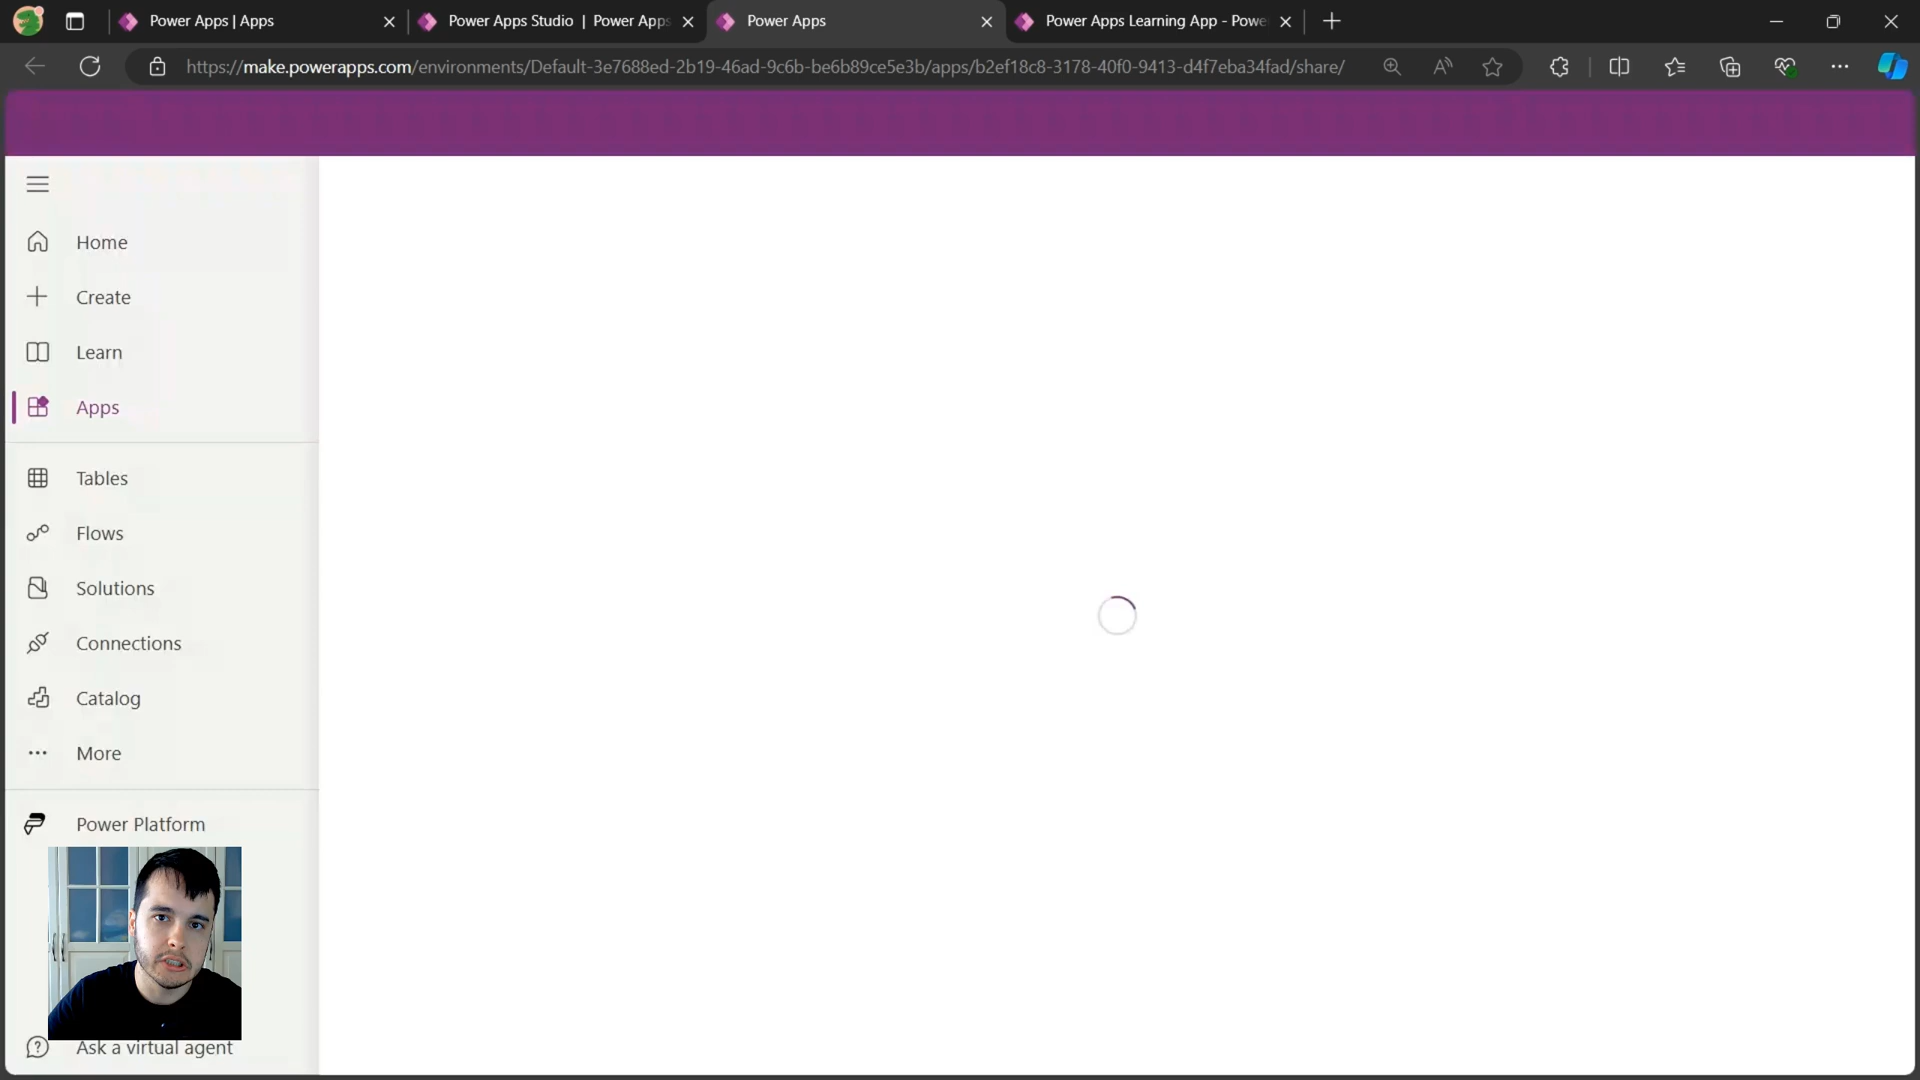 Power Apps | Apps
Power Apps Studio | Power Apps
Power Apps
Power Apps Learning App - Powe
https://make.powerapps.com/environments/Default-3e7688ed-2b19-46ad-9c6b-be6b89ce5e3b/apps/b2ef18c8-3178-40f0-9413-d4f7eba34fad/share/
Home
Create
Learn
Apps
Tables
Flows
Solutions
Connections
Catalog
More
Power Platform
Ask a virtual agent